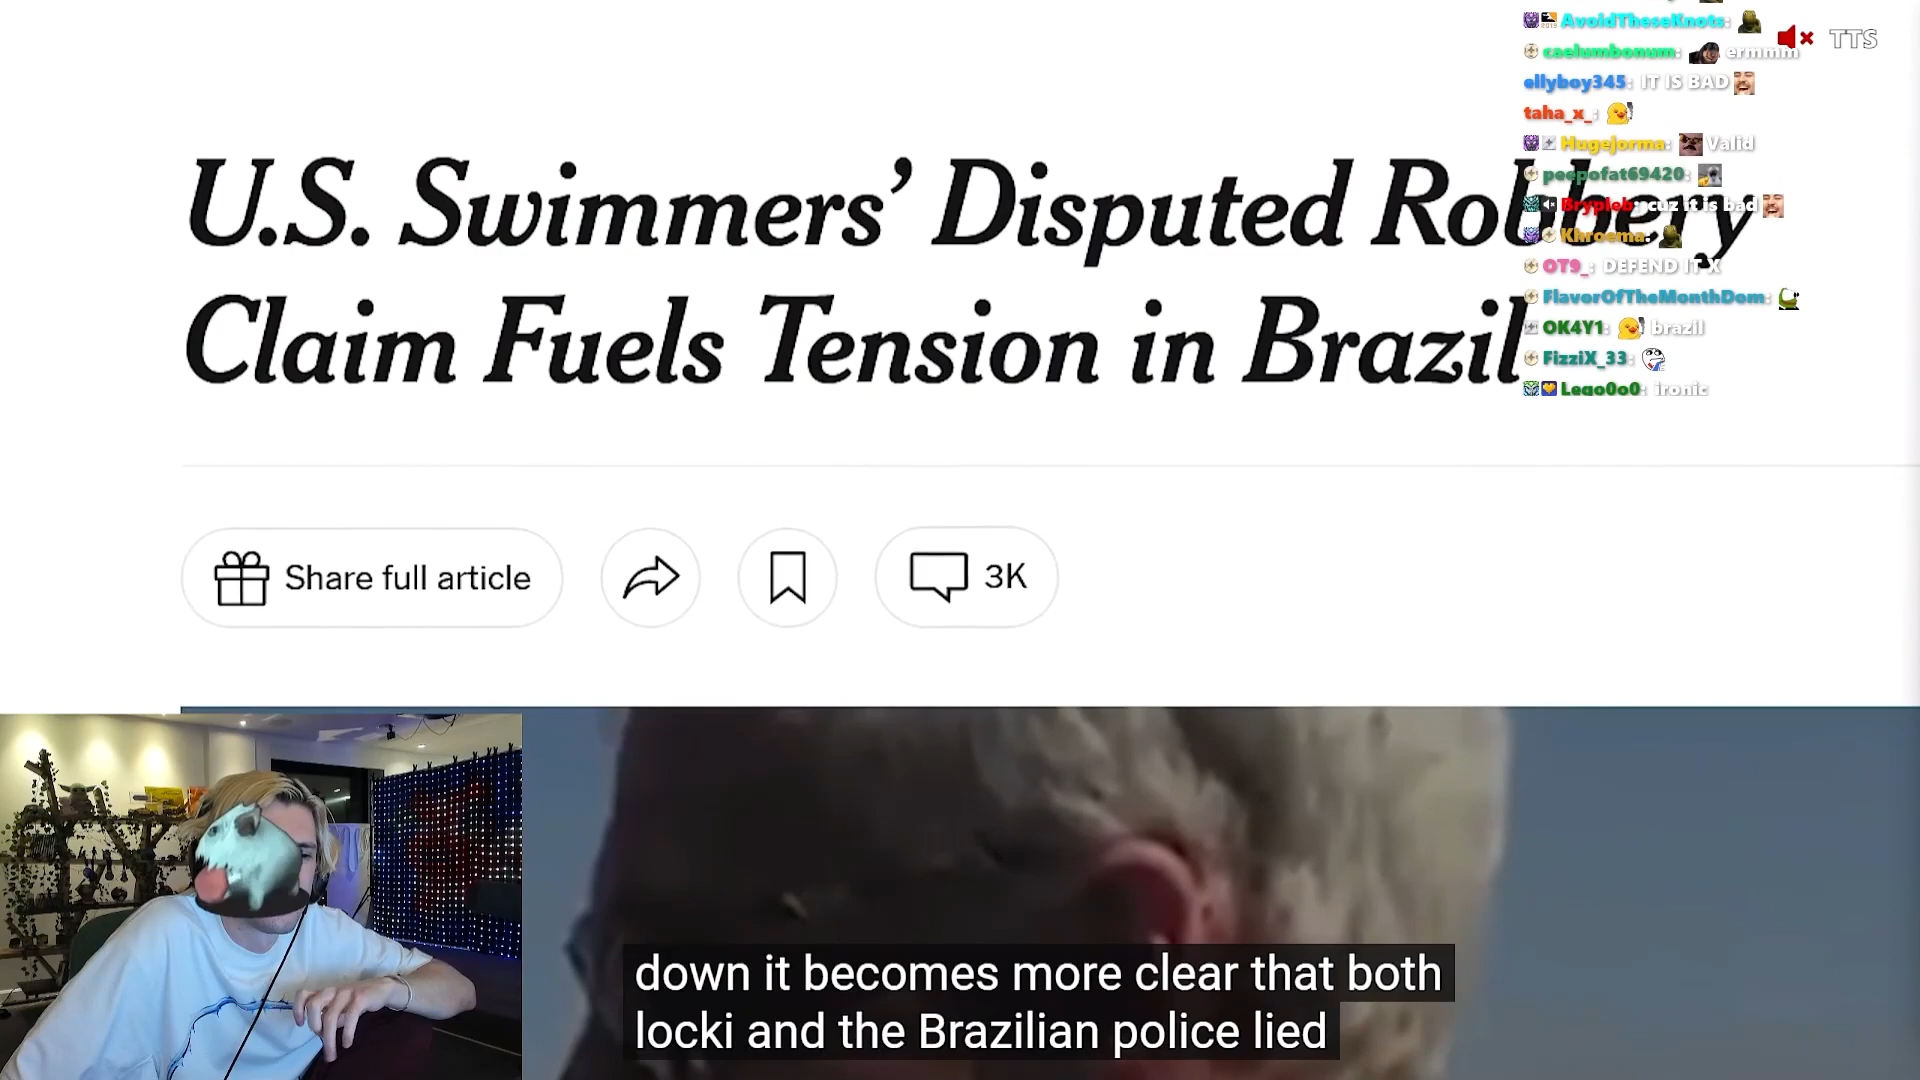 U.S. Swimmers’ Disputed Robbery
Claim Fuels Tension in Brazil
Share full article
3K
AvoidTheseKnots:
TTS
caelumbonum: ermmm
ellyboy345: IT IS BAD
taha_x_:
Hugejorma: Valid
peepofat69420:
Brypleb: cuz it is bad
Khroema:
OT9_: DEFEND IT X
FlavorOfTheMonthDom:
OK4Y1: brazil
FizziX_33:
Lego0o0: ironic
down it becomes more clear that both
locki and the Brazilian police lied